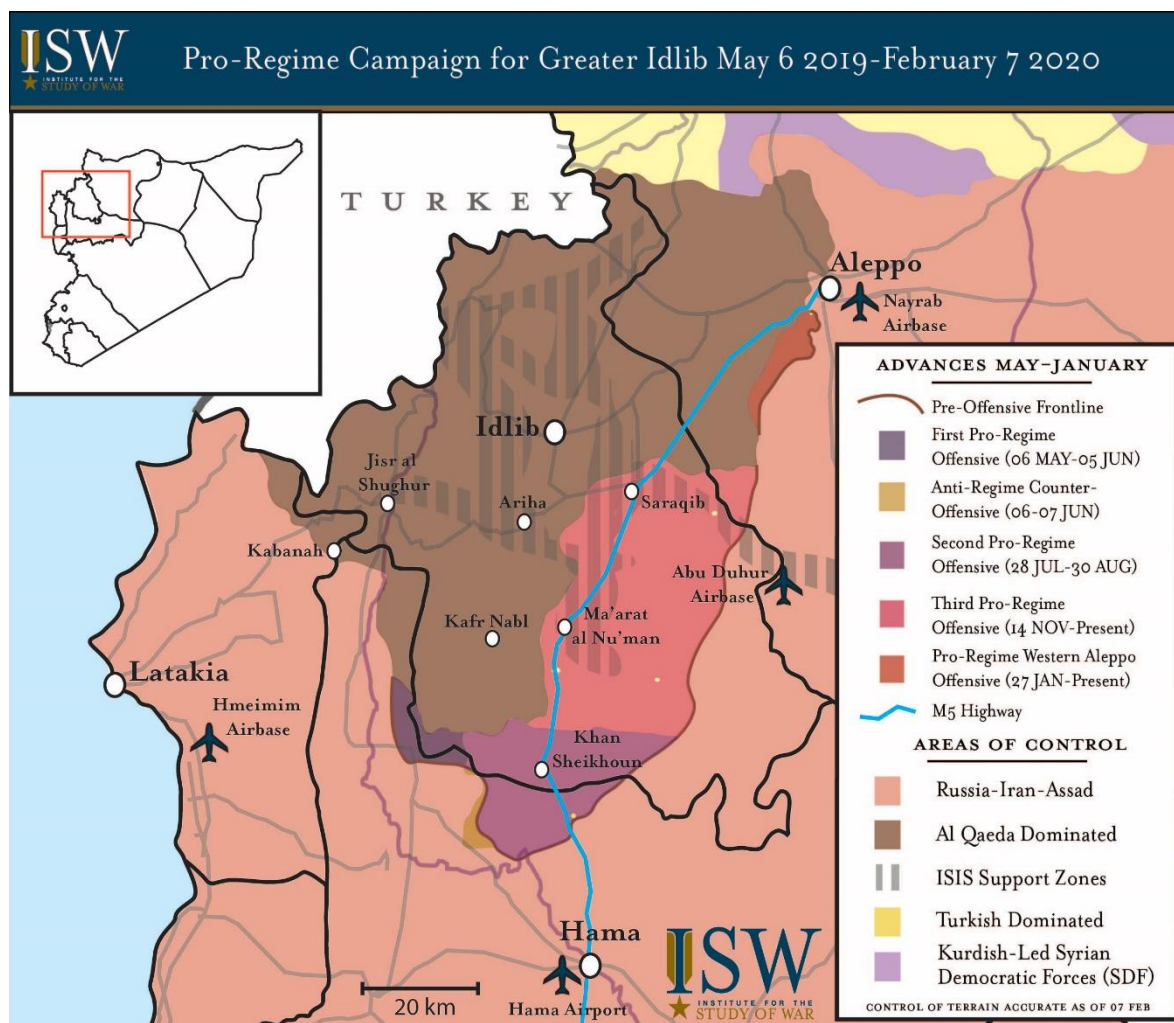 ISW
INSTITUTE FOR THE
STUDY OF WAR
Pro-Regime Campaign for Greater Idlib May 6 2019-February 7 2020
TURKEY
Aleppo
Nayrab
Airbase
Idlib
Jisr al
Shughur
Ariha
Saraqib
Kabanah
Abu Duhur
Airbase
Kafr Nabl
Ma'arat
al Nu'man
Latakia
Hmeimim
Airbase
Khan
Sheikhoun
Hama
Hama Airport
20 km
ISW
INSTITUTE FOR THE
STUDY OF WAR
ADVANCES MAY-JANUARY
Pre-Offensive Frontline
First Pro-Regime
Offensive (06 MAY-05 JUN)
Anti-Regime Counter-
Offensive (06-07 JUN)
Second Pro-Regime
Offensive (28 JUL-30 AUG)
Third Pro-Regime
Offensive (14 NOV-Present)
Pro-Regime Western Aleppo
Offensive (27 JAN-Present)
M5 Highway
AREAS OF CONTROL
Russia-Iran-Assad
Al Qaeda Dominated
ISIS Support Zones
Turkish Dominated
Kurdish-Led Syrian
Democratic Forces (SDF)
CONTROL OF TERRAIN ACCURATE AS OF 07 FEB